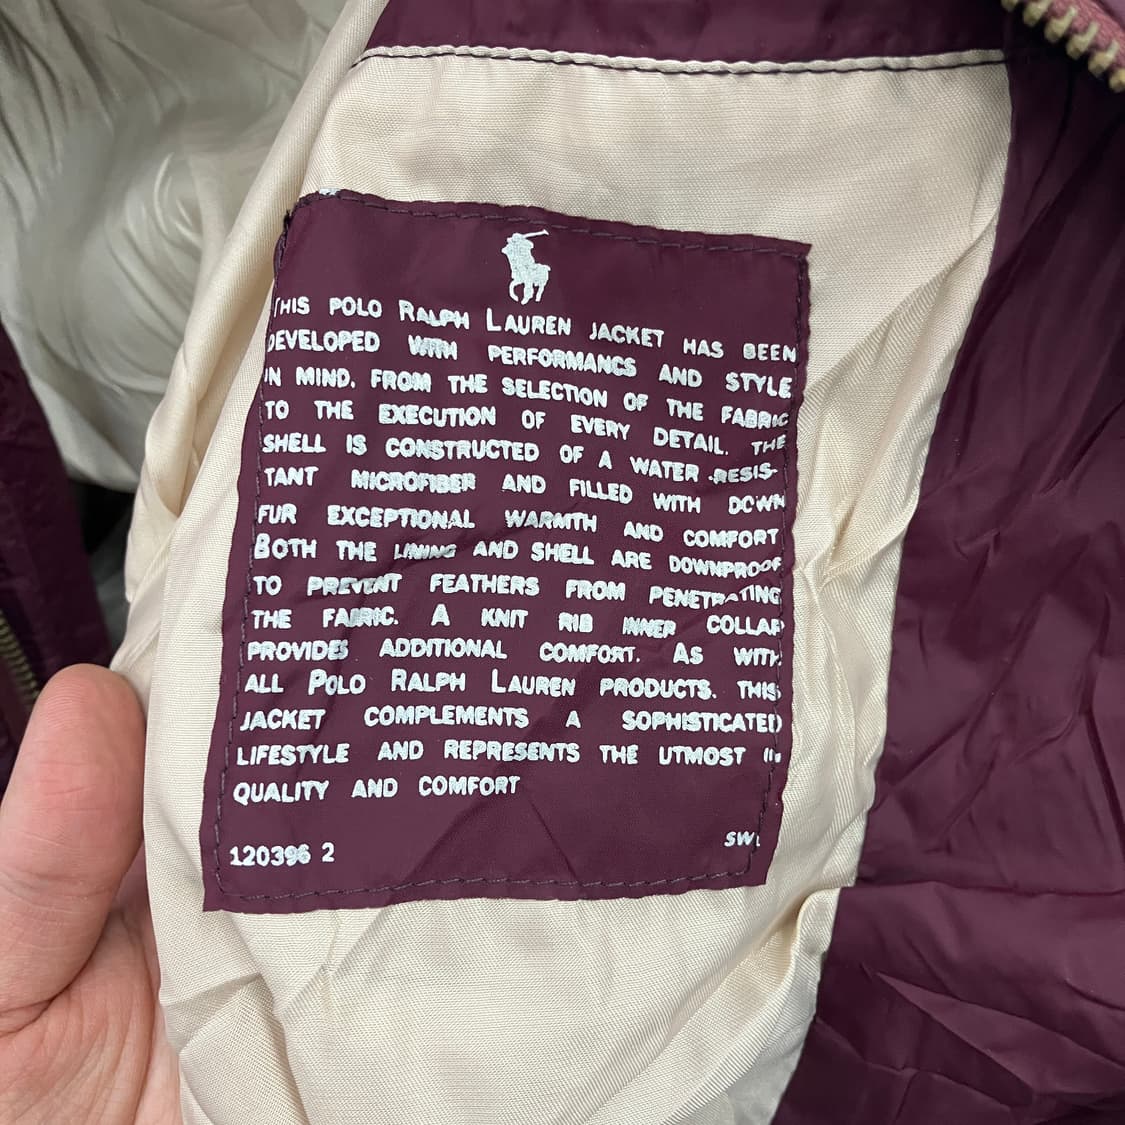 THIS POLO RALPH LAUREN JACKET HAS BEEN
DEVELOPED WITH PERFORMANCS AND STYLE
IN MIND. FROM THE SELECTION OF THE FABRIC
TO THE EXECUTION OF EVERY DETAIL. THE
SHELL IS CONSTRUCTED OF A WATER-RESIS-
TANT MICROFIBER AND FILLED WITH DOWN
FUR EXCEPTIONAL WARMTH AND COMFORT
BOTH THE LINING AND SHELL ARE DOWNPROOF
TO PREVENT FEATHERS FROM PENETRATING
THE FABRIC. A KNIT RIB INNER COLLAR
PROVIDES ADDITIONAL COMFORT. AS WITH
ALL POLO RALPH LAUREN PRODUCTS. THIS
JACKET COMPLEMENTS A SOPHISTICATED
LIFESTYLE AND REPRESENTS THE UTMOST IN
QUALITY AND COMFORT
120396 2